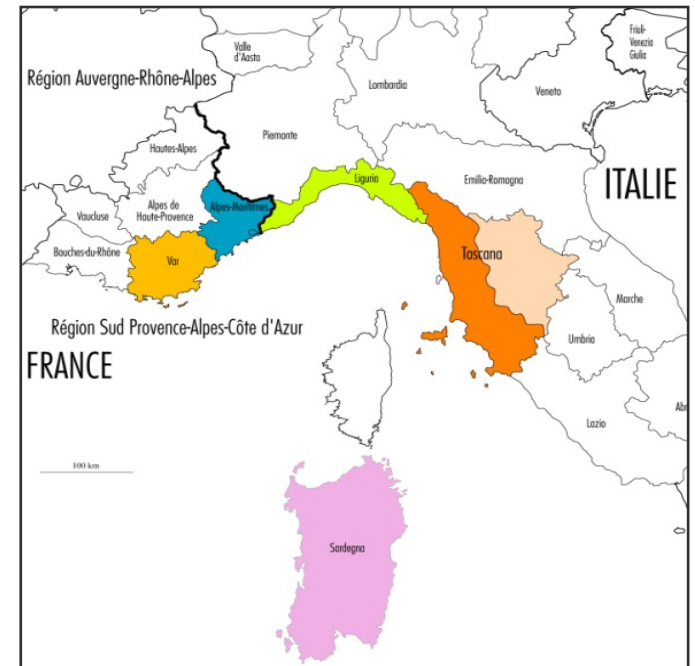 Friuli-
Venezia
Giulia
Valle
d'Aosta
Région Auvergne-Rhône-Alpes
Lombardia
Veneto
Piemonte
Hautes-Alpes
Liguria
Emilia-Romagna
ITALIE
Alpes de
Haute-Provence
Alpes-Maritimes
Vaucluse
Bouches-du-Rhône
Var
Toscana
Marche
Région Sud Provence-Alpes-Côte d'Azur
Umbria
FRANCE
Abr
Lazio
100 km
Sardegna